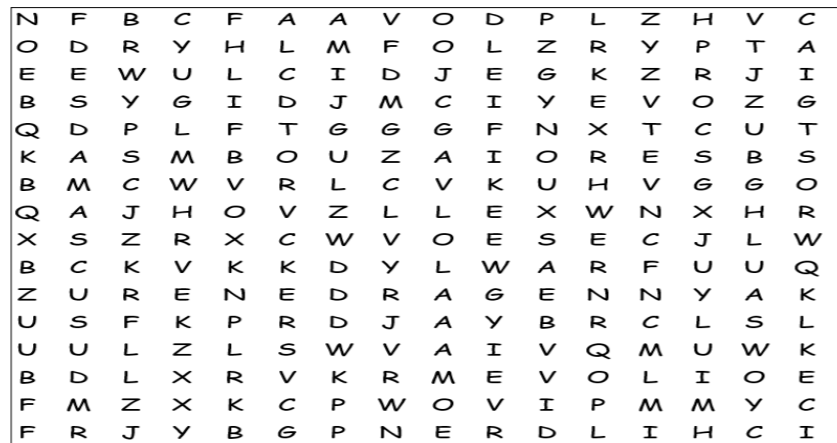 N F B C F A A V O D P L Z H V C
O D R Y H L M F O L Z R Y P T A
E E W U L C I D J E G K Z R J I
B S Y G I D J M C I Y E V O Z G
Q D P L F T G G G F N X T C U T
K A S M B O U Z A I O R E S B S
B M C W V R L C V K U H V G G O
Q A J H O V Z L L E X W N X H R
X S Z R X C W V O E S E C J L W
B C K V K K D Y L W A R F U U Q
Z U R E N E D R A G E N N Y A K
U S F K P R D J A Y B R C L S L
U U L Z L S W V A I V Q M U W K
B D L X R V K R M E V O L I O E
F M Z X K C P W O V I P M M Y C
F R J Y B G P N E R D L I H C I